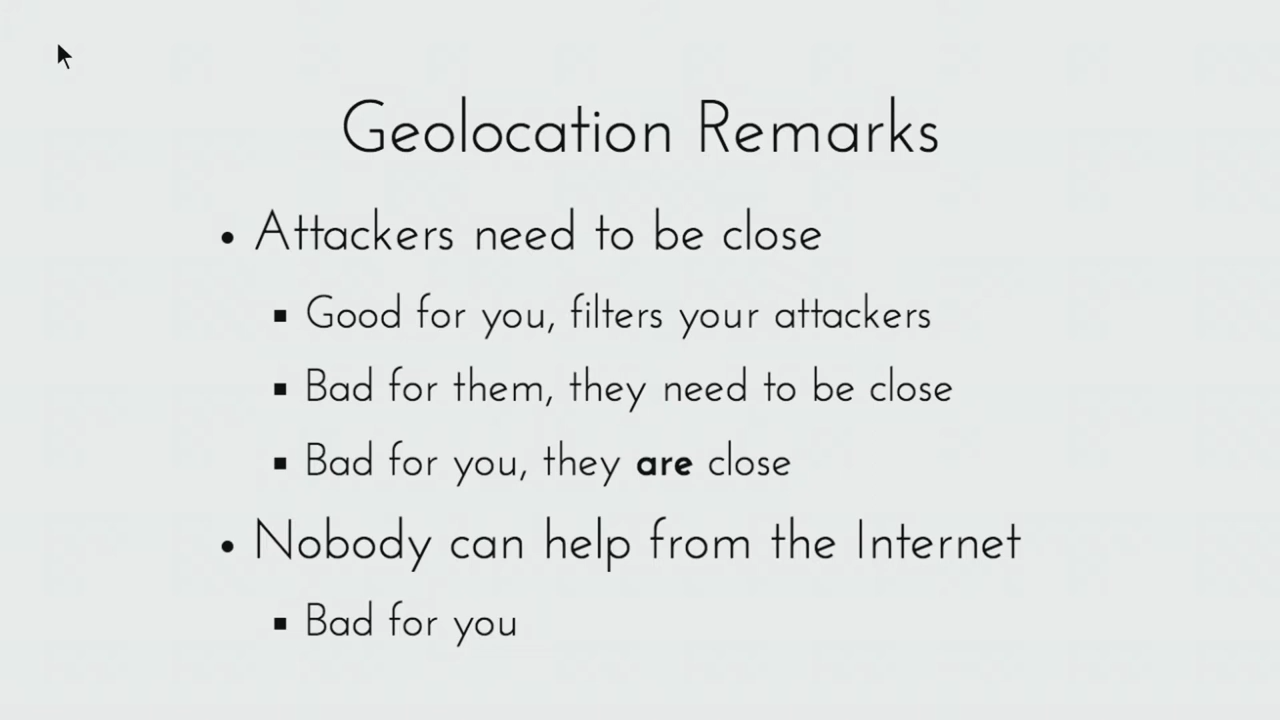 Geolocation Remarks
• Attackers need to be close
▪ Good for you, filters your attackers
▪ Bad for them, they need to be close
▪ Bad for you, they are close
• Nobody can help from the Internet
▪ Bad for you